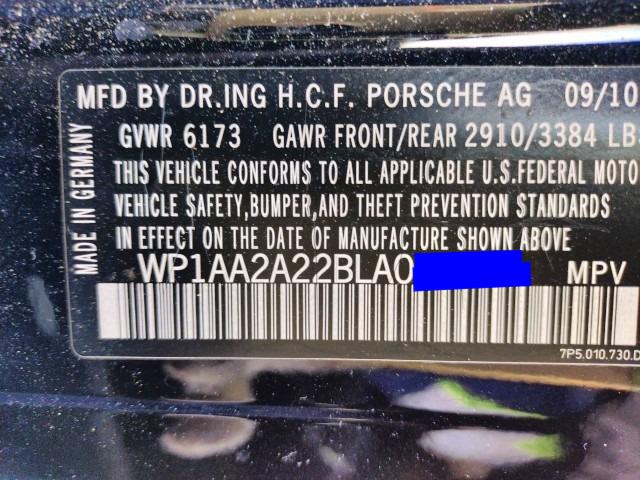 MFD BY DR.ING H.C.F. PORSCHE AG 09/10
GVWR 6173 GAWR FRONT/REAR 2910/3384 LB
THIS VEHICLE CONFORMS TO ALL APPLICABLE U.S.FEDERAL MOTO
VEHICLE SAFETY,BUMPER,AND THEFT PREVENTION STANDARDS
IN EFFECT ON THE DATE OF MANUFACTURE SHOWN ABOVE
WP1AA2A22BLA0 MPV
7P5.010.730.D
MADE IN GERMANY